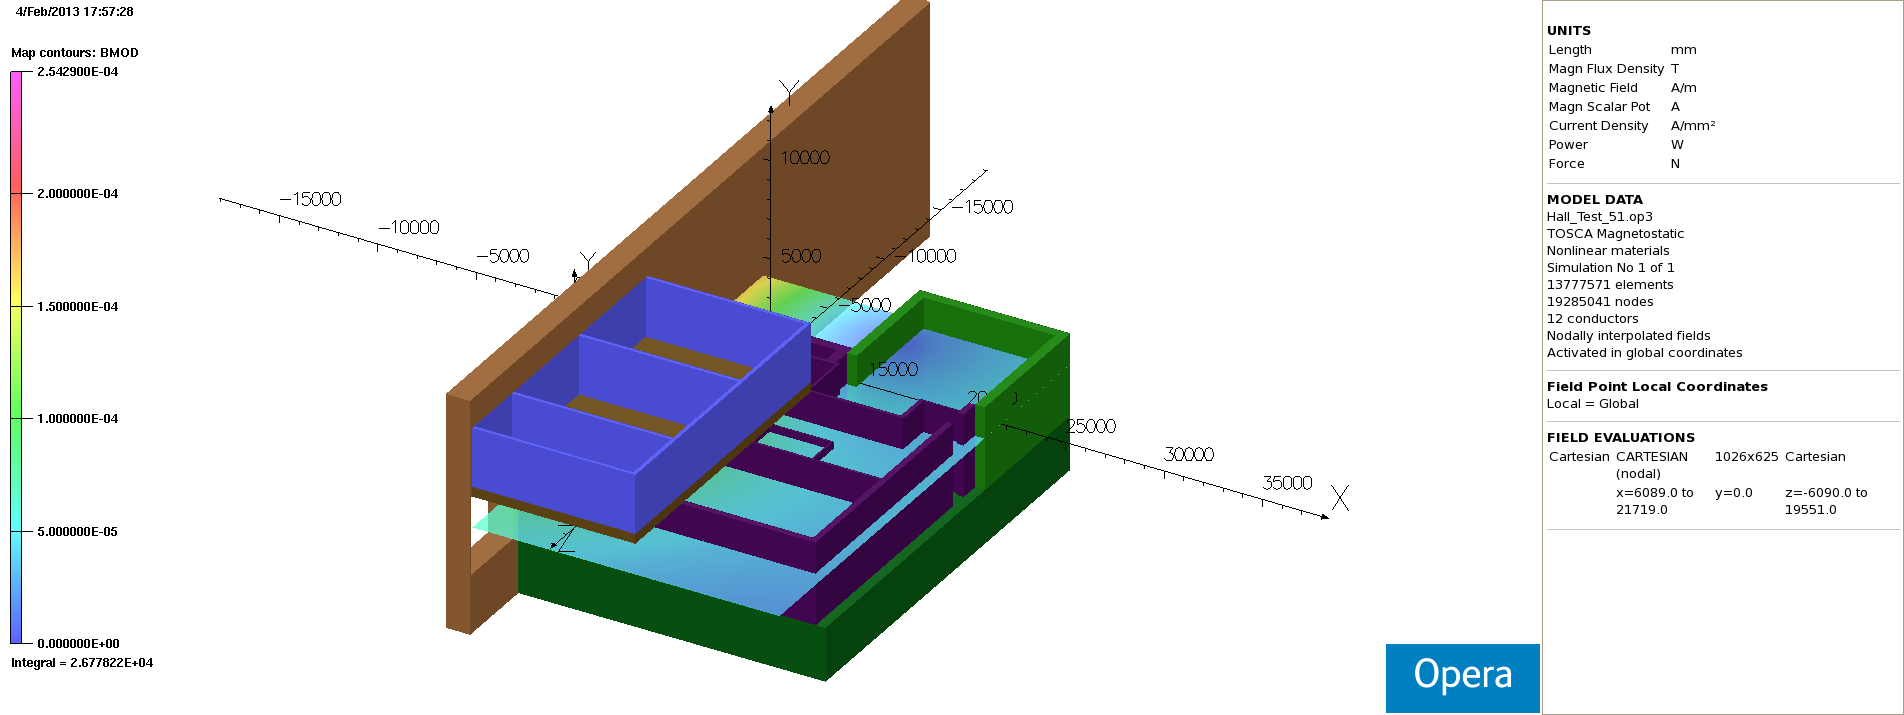 4/Feb/2013 17:57:28
Map contours: BMOD
2.542900E-04
2.000000E-04
1.500000E-04
1.000000E-04
5.000000E-05
0.000000E+00
Integral = 2.677822E+04
Y
10000
5000
−15000
−10000
−5000
Y
−15000
−10000
−5000
15000
25000
30000
35000
X
Z
Opera
UNITS
Length mm
Magn Flux Density T
Magnetic Field A/m
Magn Scalar Pot A
Current Density A/mm²
Power W
Force N
MODEL DATA
Hall_Test_51.op3
TOSCA Magnetostatic
Nonlinear materials
Simulation No 1 of 1
13777571 elements
19285041 nodes
12 conductors
Nodally interpolated fields
Activated in global coordinates
Field Point Local Coordinates
Local = Global
FIELD EVALUATIONS
Cartesian CARTESIAN 1026x625 Cartesian
(nodal)
x=6089.0 to y=0.0 z=-6090.0 to
21719.0 19551.0